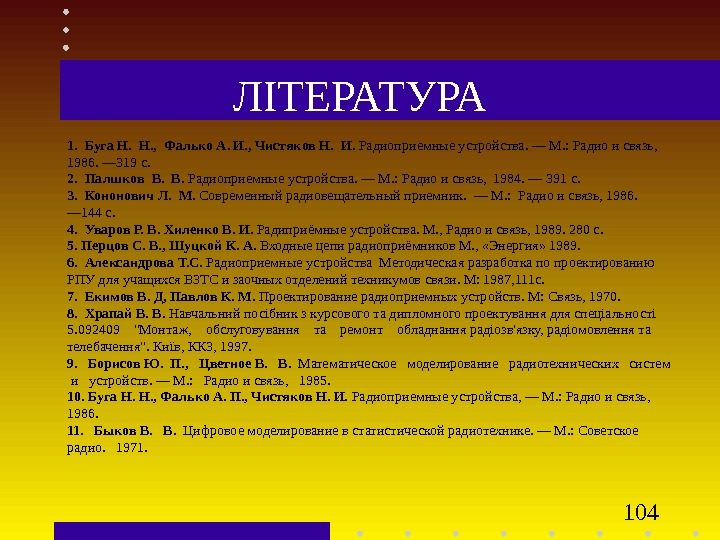 ЛІТЕРАТУРА
1. Буга Н. Н., Фалько А. И., Чистяков Н. И. Радиоприемные устройства. — М.: Радио и связь,
1986. —319 с.
2. Палшков В. В. Радиоприемные устройства. — М.: Радио и связь, 1984. — 391 с.
3. Кононович Л. М. Современный радиовещательный приемник. — М.: Радио и связь, 1986.
—144 с.
4. Уваров Р. В. Хиленко В. И. Радиприёмные устройства. М., Радио и связь, 1989. 280 с.
5. Перцов С. В., Шуцкой К. А. Входные цепи радиоприёмников М., «Энергия» 1989.
6. Александрова Т.С. Радиоприемные устройства Методическая разработка по проектированию
РПУ для учащихся ВЗТС и заочных отделений техникумов связи. М: 1987,111с.
7. Екимов В. Д, Павлов К. М. Проектирование радиоприемных устройств. М: Связь, 1970.
8. Храпай В. В. Навчальний посібник з курсового та дипломного проектування для спеціальності
5.092409 "Монтаж, обслуговування та ремонт обладнання радіозв'язку, радіомовлення та
телебачення". Київ, ККЗ, 1997.
9. Борисов Ю. П., Цветное В. В. Математическое моделирование радиотехнических систем
и устройств. — М.: Радио и связь, 1985.
10. Буга Н. Н., Фалько А. П., Чистяков Н. И. Радиоприемные устройства, — М.: Радио и связь,
1986.
11. Быков В. В. Цифровое моделирование в статистической радиотехнике. — М.: Советское
радио. 1971.
104